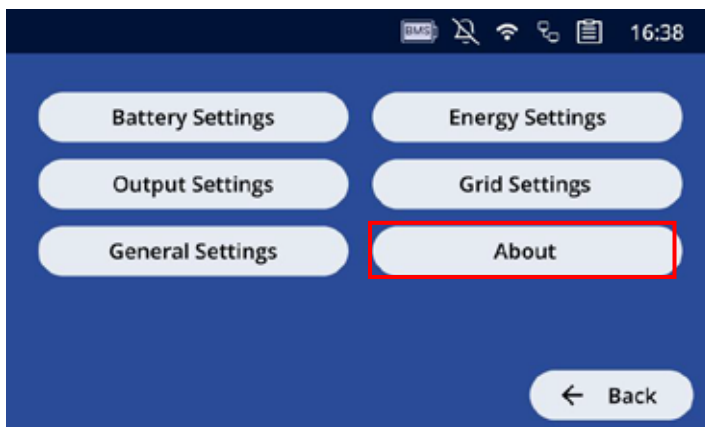 BMS 16:38
Battery Settings Energy Settings
Output Settings Grid Settings
General Settings About
← Back